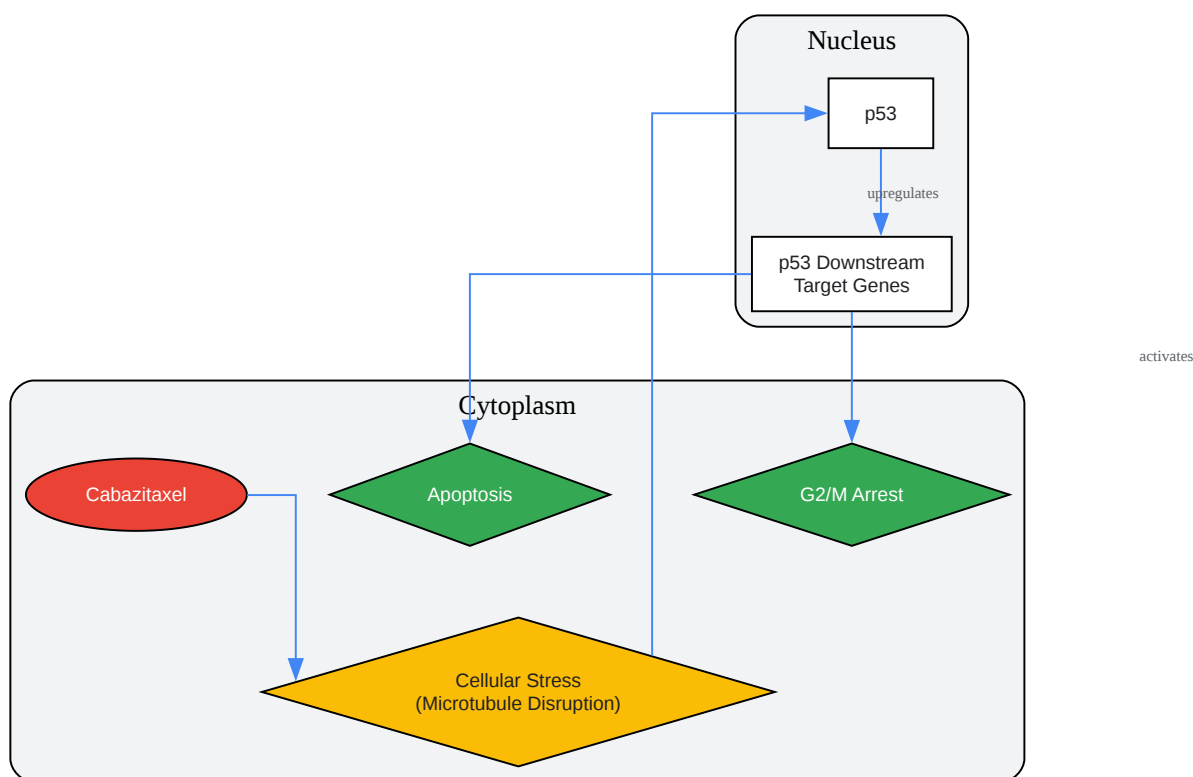 Nucleus
p53
upregulates
p53 Downstream
Target Genes
activates
Cytoplasm
Cabazitaxel
Apoptosis
G2/M Arrest
Cellular Stress
(Microtubule Disruption)